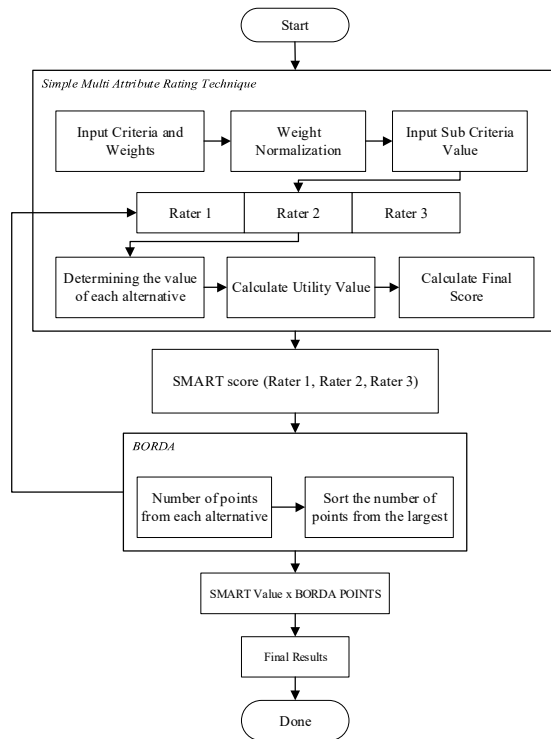 Start
Simple Multi Attribute Rating Technique
Input Criteria and
Weights
Weight
Normalization
Input Sub Criteria
Value
Rater 1
Rater 2
Rater 3
Determining the value
of each alternative
Calculate Utility Value
Calculate Final
Score
SMART score (Rater 1, Rater 2, Rater 3)
BORDA
Number of points
from each alternative
Sort the number of
points from the largest
SMART Value x BORDA POINTS
Final Results
Done